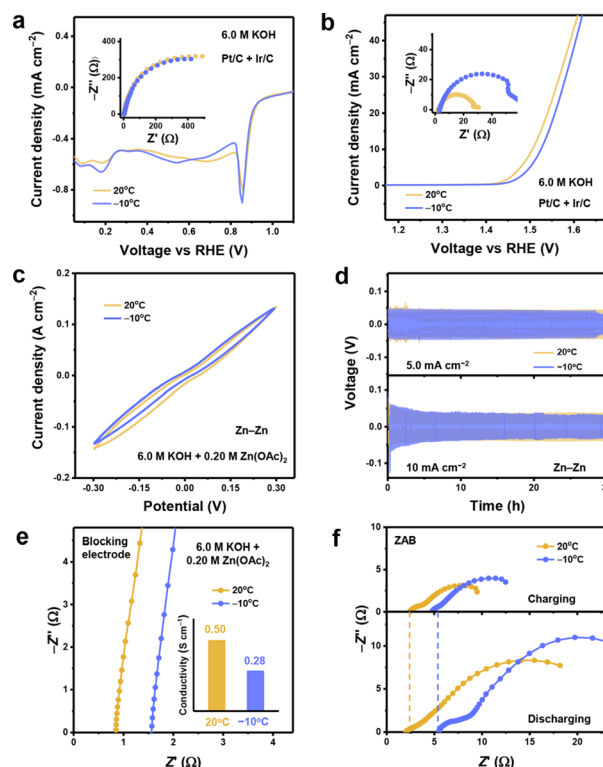 a
6.0 M KOH
Pt/C + Ir/C
Current density (mA cm⁻²)
0.0
-0.4
-0.8
0.2 0.4 0.6 0.8 1.0
Voltage vs RHE (V)
20°C
−10°C
−Z'' (Ω)
400
200
0
0 200 400
Z' (Ω)
b
Current density (mA cm⁻²)
40
30
20
10
0
1.2 1.3 1.4 1.5 1.6
Voltage vs RHE (V)
20°C
−10°C
6.0 M KOH
Pt/C + Ir/C
−Z'' (Ω)
40
20
0
0 20 40
Z' (Ω)
c
Current density (A cm⁻²)
0.2
0.1
0.0
-0.1
-0.2
-0.30 -0.15 0.00 0.15 0.30
Potential (V)
20°C
−10°C
Zn–Zn
6.0 M KOH + 0.20 M Zn(OAc)₂
d
Voltage (V)
0.1
0.0
-0.1
5.0 mA cm⁻²
20°C
−10°C
0.1
0.0
-0.1
10 mA cm⁻²
Zn–Zn
0 10 20
Time (h)
e
−Z'' (Ω)
4
3
2
1
0
0 1 2 3 4
Z' (Ω)
Blocking
electrode
6.0 M KOH +
0.20 M Zn(OAc)₂
20°C
−10°C
Conductivity (S cm⁻¹)
0.50
0.28
20°C
−10°C
f
ZAB
20°C
−10°C
−Z'' (Ω)
10
5
0
Charging
10
5
0
Discharging
0 5 10 15 20
Z' (Ω)